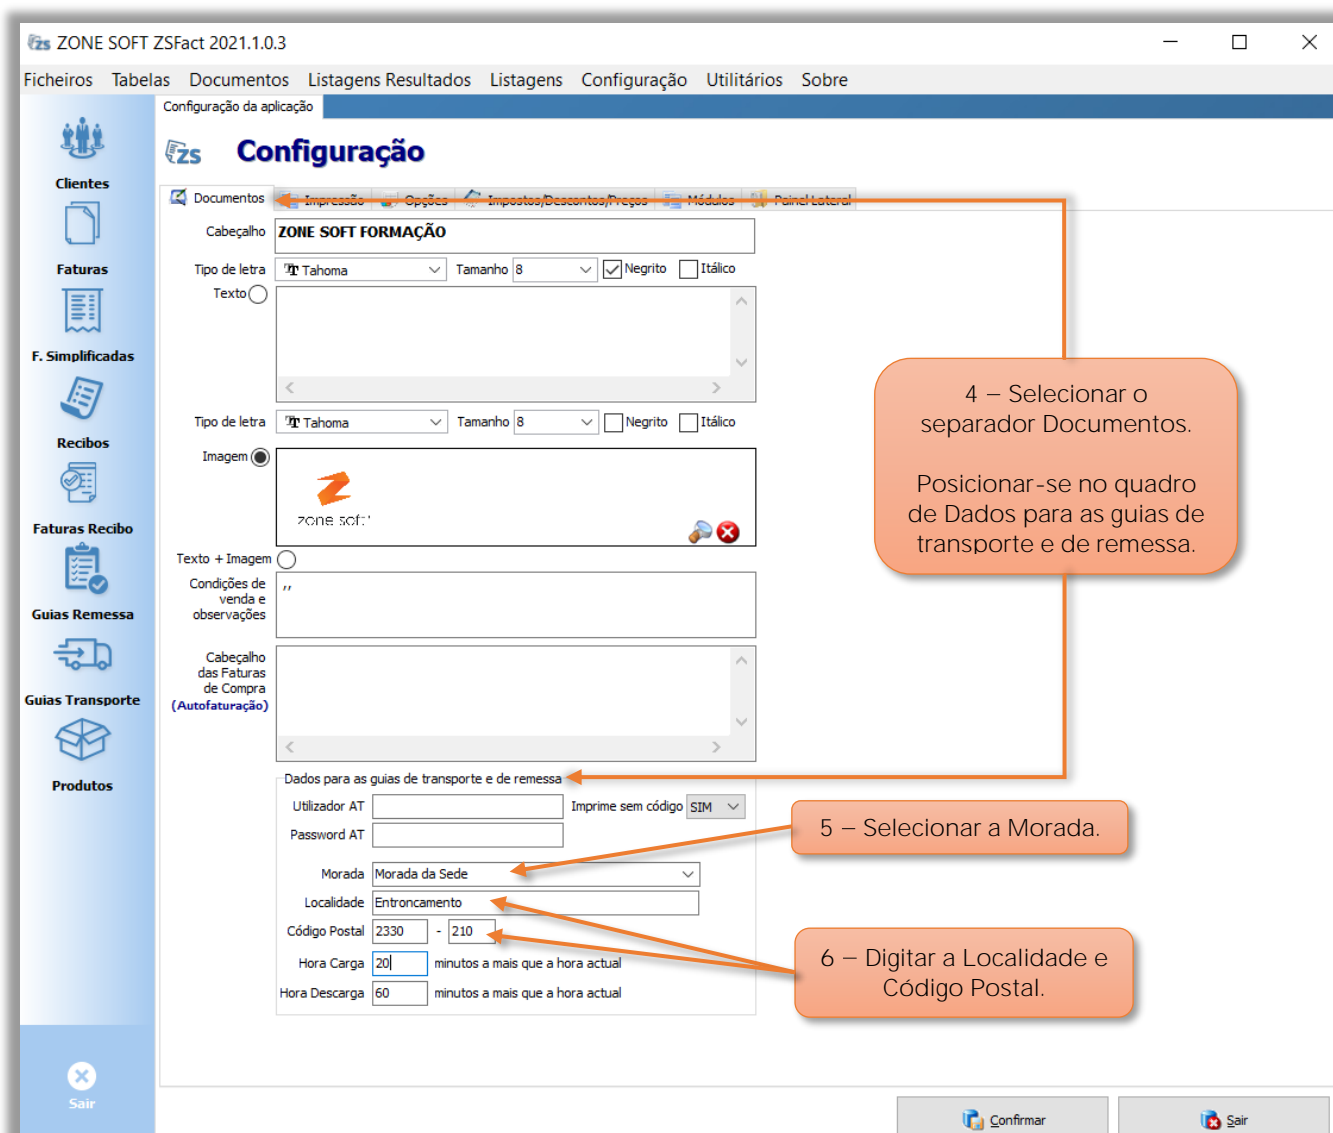 ZONE SOFT ZSFact 2021.1.0.3
Ficheiros Tabelas Documentos Listagens Resultados Listagens Configuração Utilitários Sobre
Configuração da aplicação
zs Configuração
Documentos Impressão Opções Impostos/Descontos/Preços Módulos Painel Lateral
Clientes
Faturas
F. Simplificadas
Recibos
Faturas Recibo
Guias Remessa
Guias Transporte
Produtos
Sair
Cabeçalho ZONE SOFT FORMAÇÃO
Tipo de letra Tahoma Tamanho 8 Negrito Itálico
Texto
Tipo de letra Tahoma Tamanho 8 Negrito Itálico
Imagem
zone soft
Texto + Imagem
Condições de
venda e
observações
,,
Cabeçalho
das Faturas
de Compra
(Autofaturação)
Dados para as guias de transporte e de remessa
Utilizador AT Imprime sem código SIM
Password AT
Morada Morada da Sede
Localidade Entroncamento
Código Postal 2330 - 210
Hora Carga 20 minutos a mais que a hora actual
Hora Descarga 60 minutos a mais que a hora actual
4 – Selecionar o
separador Documentos.
Posicionar-se no quadro
de Dados para as guias de
transporte e de remessa.
5 – Selecionar a Morada.
6 – Digitar a Localidade e
Código Postal.
Confirmar Sair